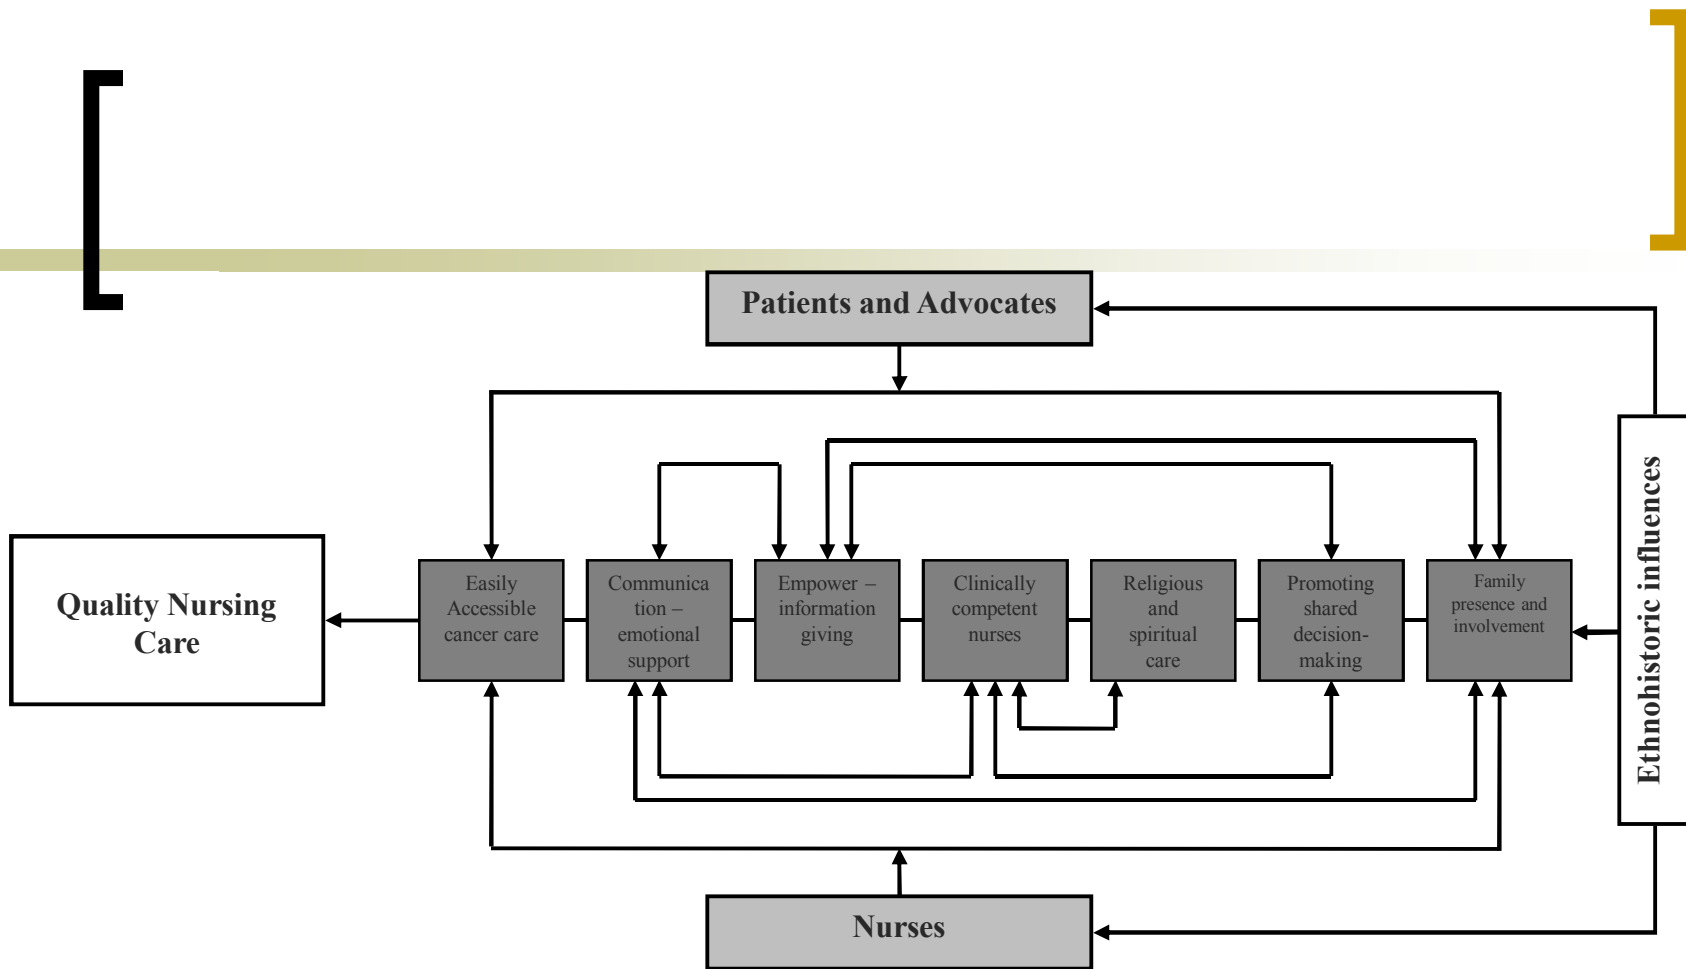 Patients and Advocates
Quality Nursing
Care
Easily
Accessible
cancer care
Communica
tion –
emotional
support
Empower –
information
giving
Clinically
competent
nurses
Religious
and
spiritual
care
Promoting
shared
decision-
making
Family
presence and
involvement
Ethnohistoric influences
Nurses